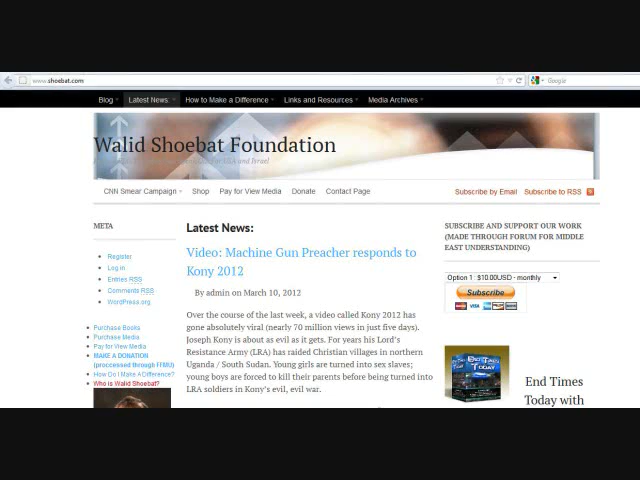 www.shoebat.com
Google
Blog Latest News: How to Make a Difference Links and Resources Media Archives
Walid Shoebat Foundation
For USA and Israel
CNN Smear Campaign Shop Pay for View Media Donate Contact Page
Subscribe by Email Subscribe to RSS
META
Register
Log in
Entries RSS
Comments RSS
WordPress.org
Purchase Books
Purchase Media
Pay for View Media
MAKE A DONATION
(proccessed through FFMU)
How Do I Make A Difference?
Who is Walid Shoebat?
Latest News:
Video: Machine Gun Preacher responds to
Kony 2012
By admin on March 10, 2012
Over the course of the last week, a video called Kony 2012 has
gone absolutely viral (nearly 70 million views in just five days).
Joseph Kony is about as evil as it gets. For years his Lord's
Resistance Army (LRA) has raided Christian villages in northern
Uganda / South Sudan. Young girls are turned into sex slaves;
young boys are forced to kill their parents before being turned into
LRA soldiers in Kony's evil, evil war.
SUBSCRIBE AND SUPPORT OUR WORK
(MADE THROUGH FORUM FOR MIDDLE
EAST UNDERSTANDING)
Option 1: $10.00USD - monthly
Subscribe
VISA
End Times
Today
End Times
Today with